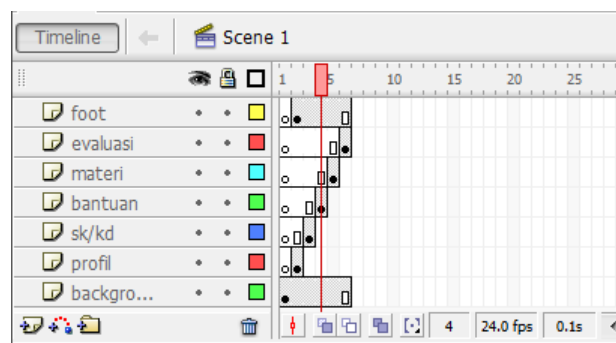 Timeline Scene 1
1 5 10 15 20 25
foot
evaluasi
materi
bantuan
sk/kd
profil
backgro...
4 24.0 fps 0.1s